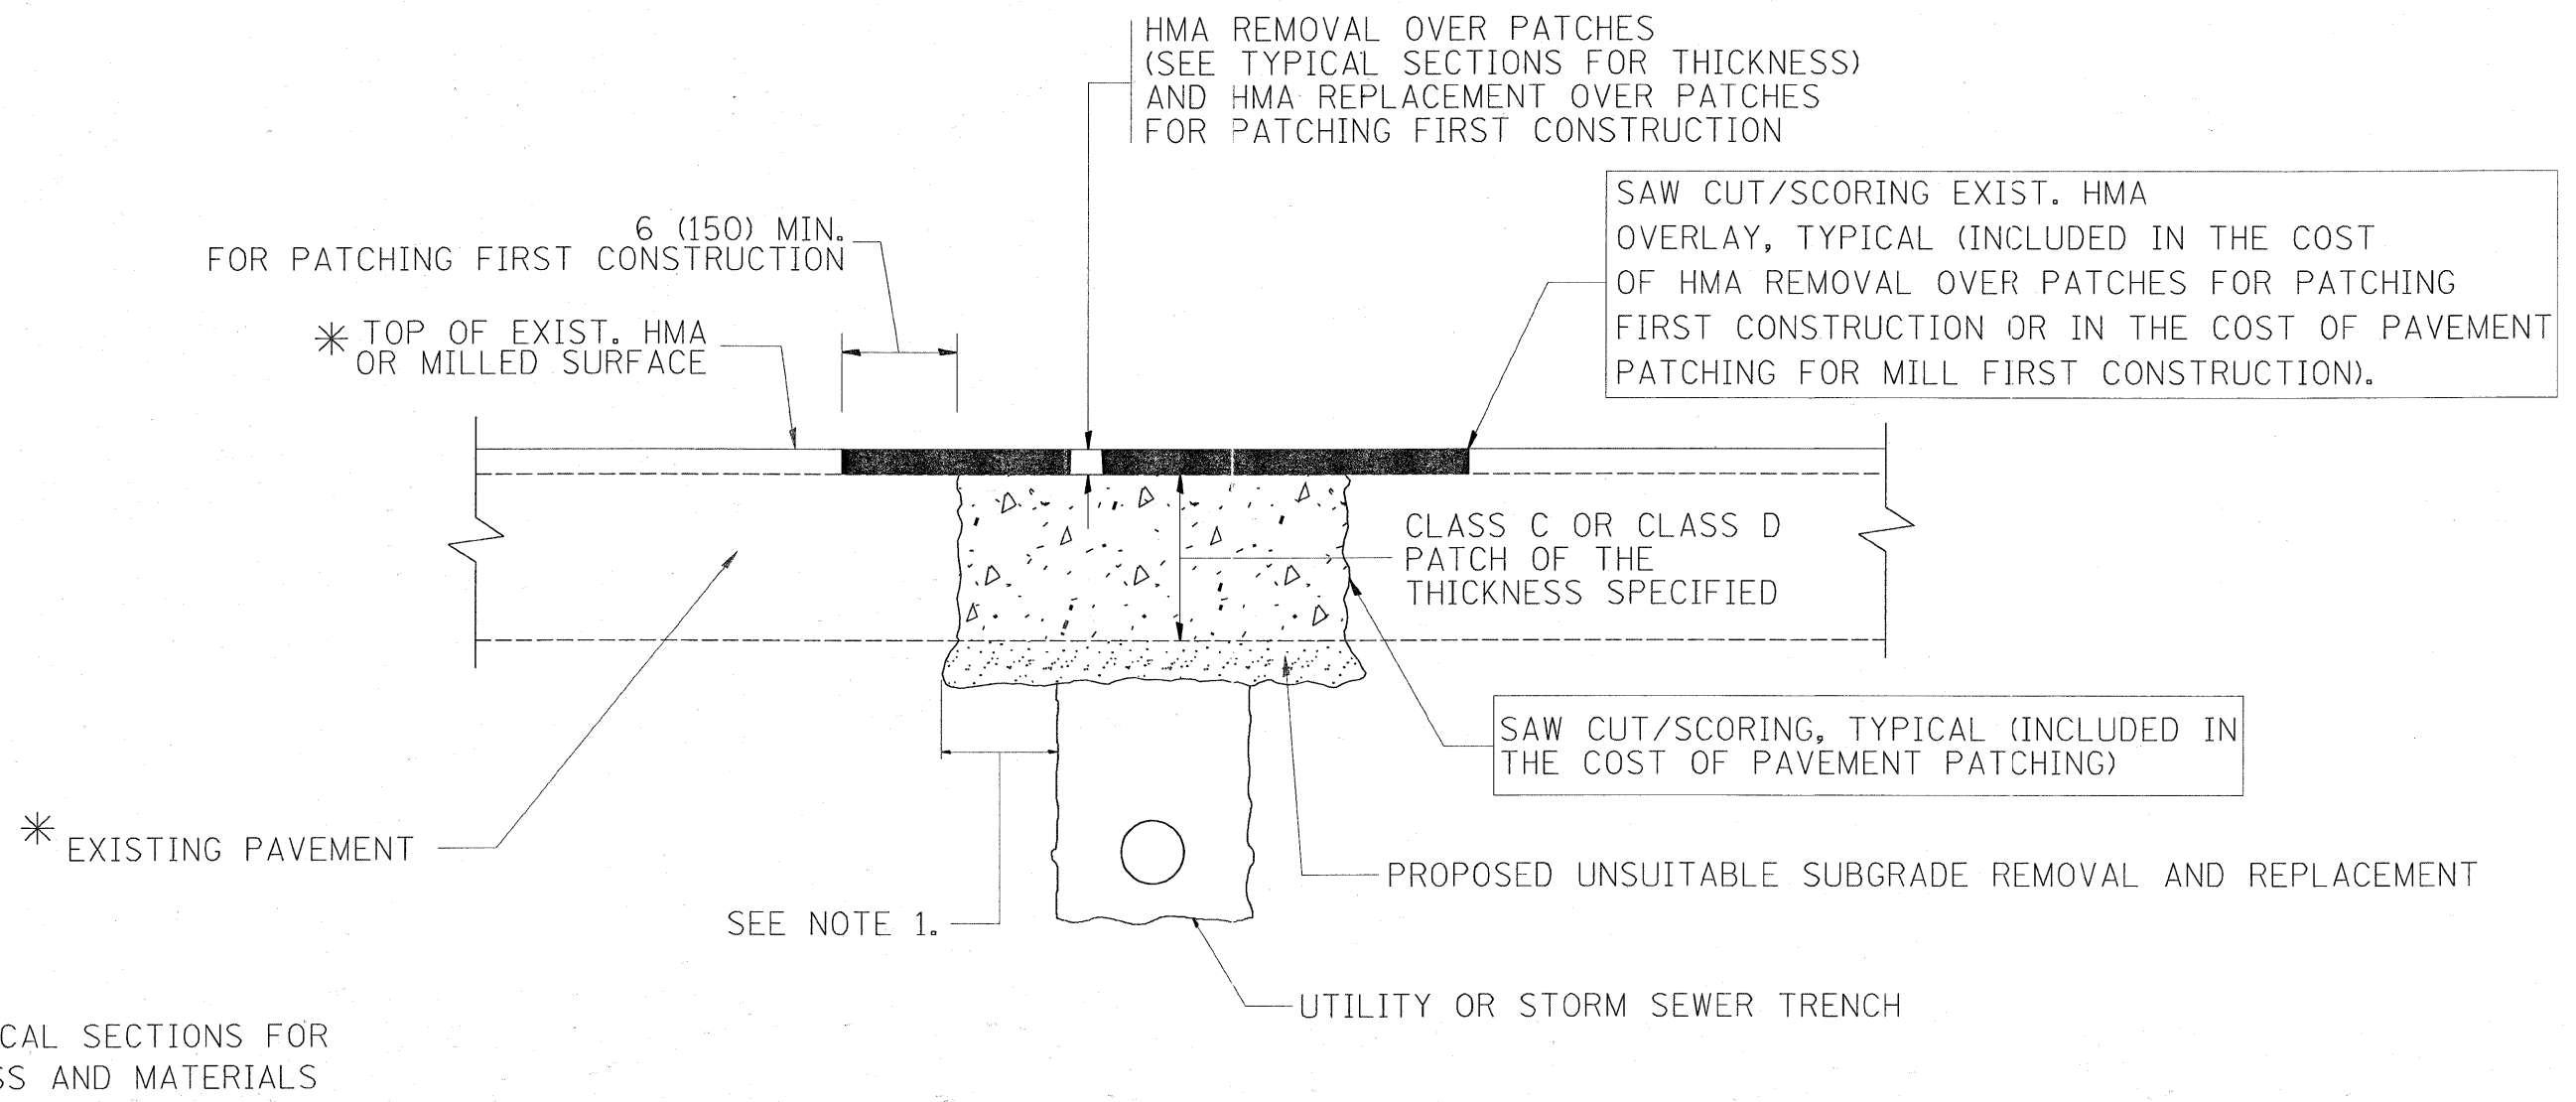 HMA REMOVAL OVER PATCHES
(SEE TYPICAL SECTIONS FOR THICKNESS)
AND HMA REPLACEMENT OVER PATCHES
FOR PATCHING FIRST CONSTRUCTION
SAW CUT/SCORING EXIST. HMA
OVERLAY, TYPICAL (INCLUDED IN THE COST
OF HMA REMOVAL OVER PATCHES FOR PATCHING
FIRST CONSTRUCTION OR IN THE COST OF PAVEMENT
PATCHING FOR MILL FIRST CONSTRUCTION).
6 (150) MIN.
FOR PATCHING FIRST CONSTRUCTION
* TOP OF EXIST. HMA
OR MILLED SURFACE
CLASS C OR CLASS D
PATCH OF THE
THICKNESS SPECIFIED
SAW CUT/SCORING, TYPICAL (INCLUDED IN
THE COST OF PAVEMENT PATCHING)
* EXISTING PAVEMENT
PROPOSED UNSUITABLE SUBGRADE REMOVAL AND REPLACEMENT
SEE NOTE 1.
UTILITY OR STORM SEWER TRENCH
CAL SECTIONS FOR
SS AND MATERIALS